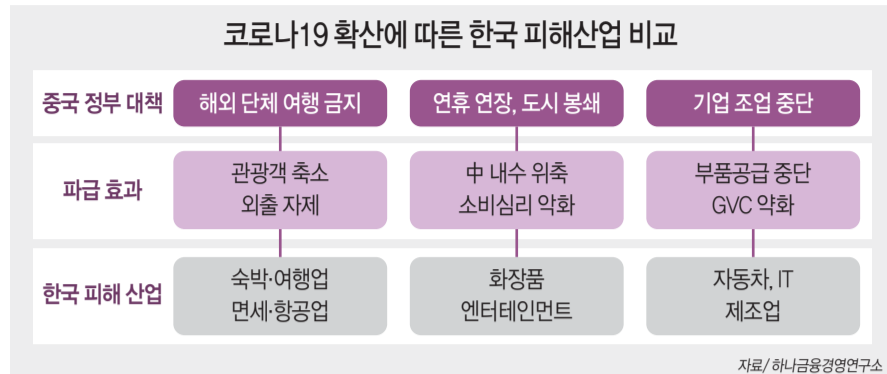 코로나19 확산에 따른 한국 피해산업 비교
중국 정부 대책
해외 단체 여행 금지
연휴 연장, 도시 봉쇄
기업 조업 중단
파급 효과
관광객 축소
외출 자제
中 내수 위축
소비심리 악화
부품공급 중단
GVC 약화
한국 피해 산업
숙박·여행업
면세·항공업
화장품
엔터테인먼트
자동차, IT
제조업
자료/하나금융경영연구소